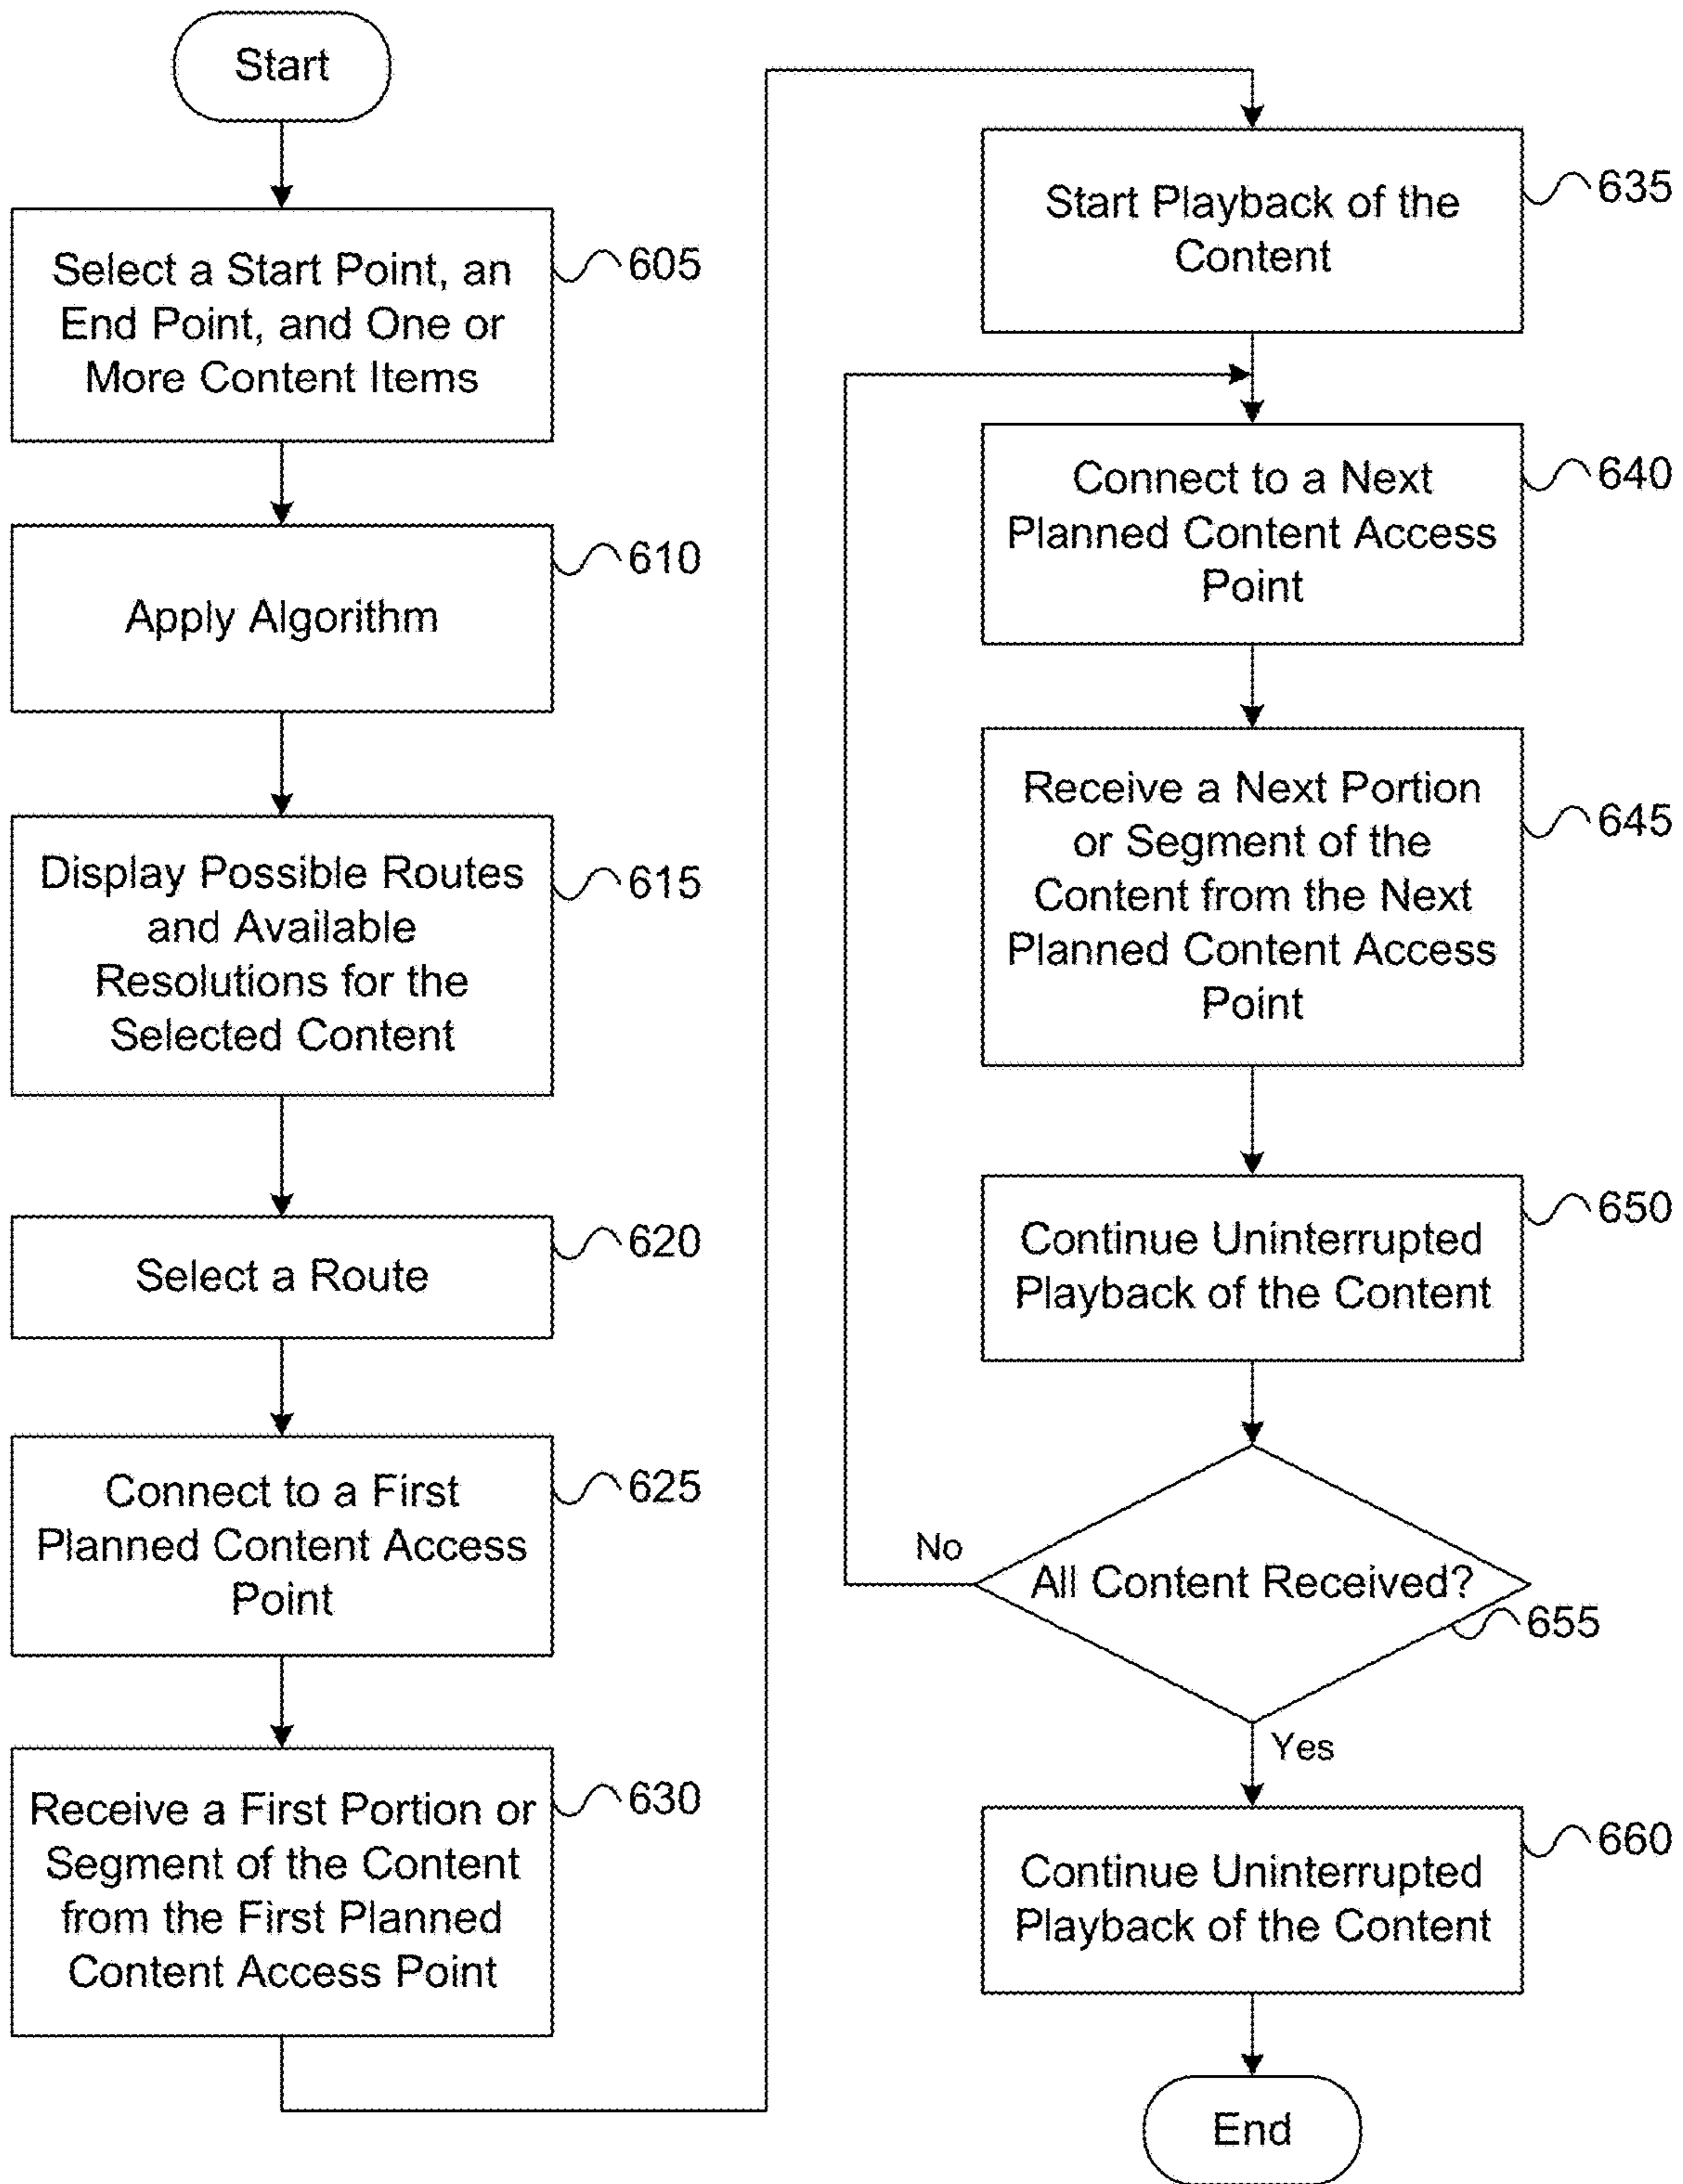 Start
Select a Start Point, an
End Point, and One or
More Content Items
605
Apply Algorithm
610
Display Possible Routes
and Available
Resolutions for the
Selected Content
615
Select a Route
620
Connect to a First
Planned Content Access
Point
625
Receive a First Portion or
Segment of the Content
from the First Planned
Content Access Point
630
Start Playback of the
Content
635
Connect to a Next
Planned Content Access
Point
640
Receive a Next Portion
or Segment of the
Content from the Next
Planned Content Access
Point
645
Continue Uninterrupted
Playback of the Content
650
All Content Received?
655
No
Yes
Continue Uninterrupted
Playback of the Content
660
End